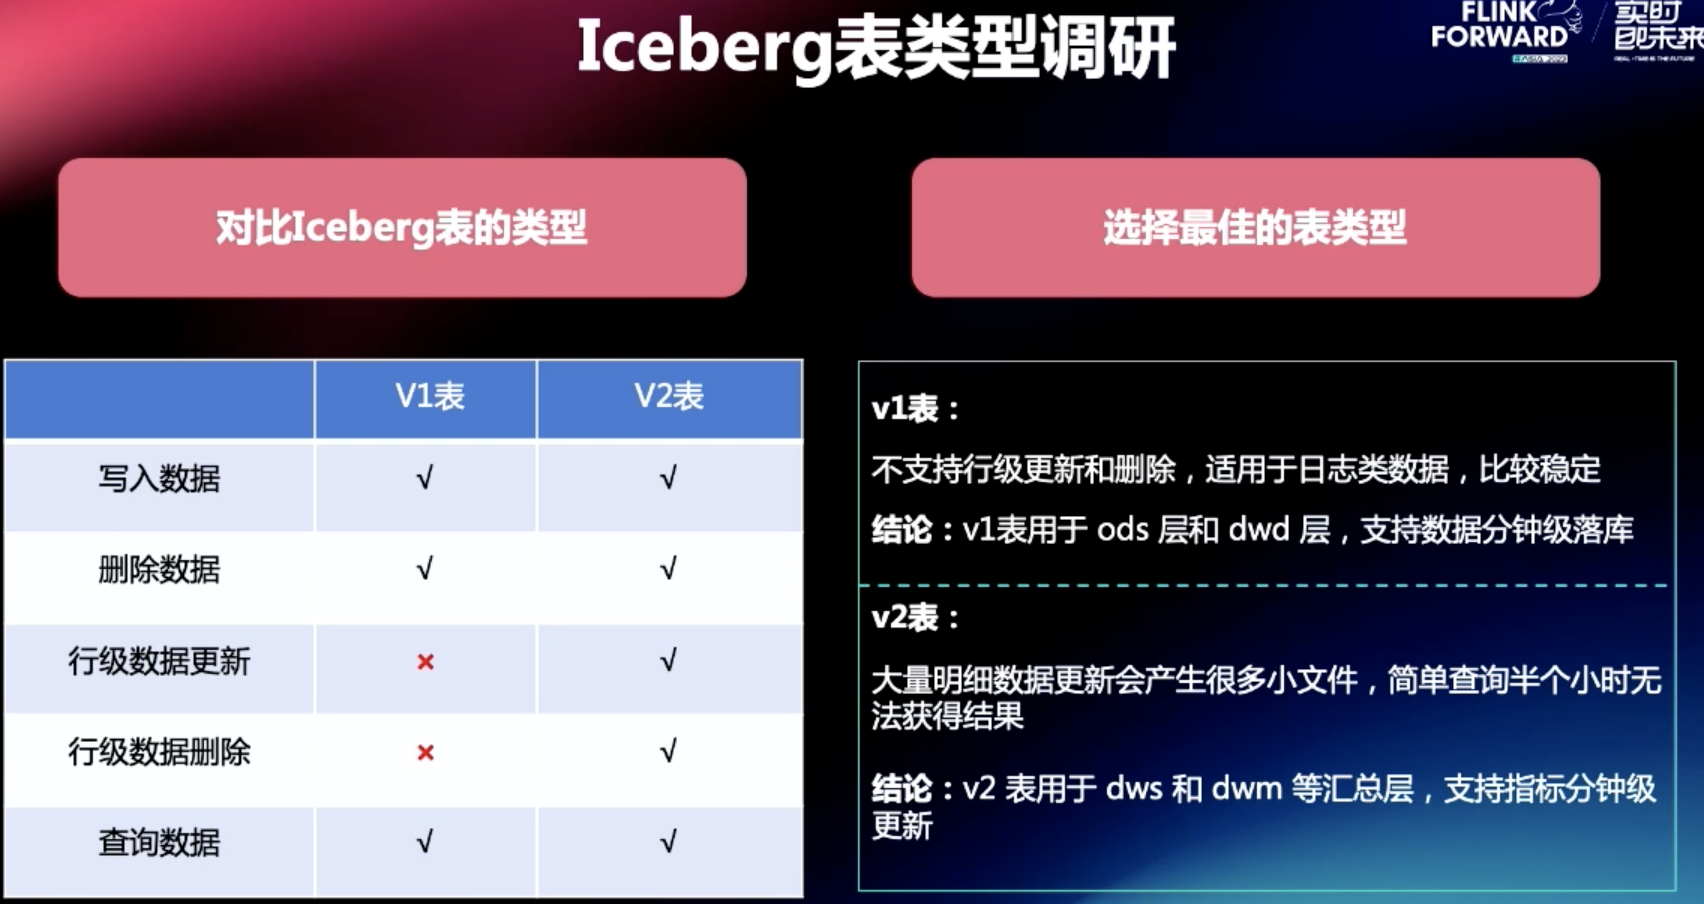 Iceberg表类型调研
FLINK
FORWARD
实时
即未来
REAL-TIME IS THE FUTURE
对比Iceberg表的类型
选择最佳的表类型
V1表 V2表
写入数据 √ √
删除数据 √ √
行级数据更新 × √
行级数据删除 × √
查询数据 √ √
v1表：
不支持行级更新和删除，适用于日志类数据，比较稳定
结论：v1表用于 ods 层和 dwd 层，支持数据分钟级落库
v2表：
大量明细数据更新会产生很多小文件，简单查询半个小时无
法获得结果
结论：v2 表用于 dws 和 dwm 等汇总层，支持指标分钟级
更新